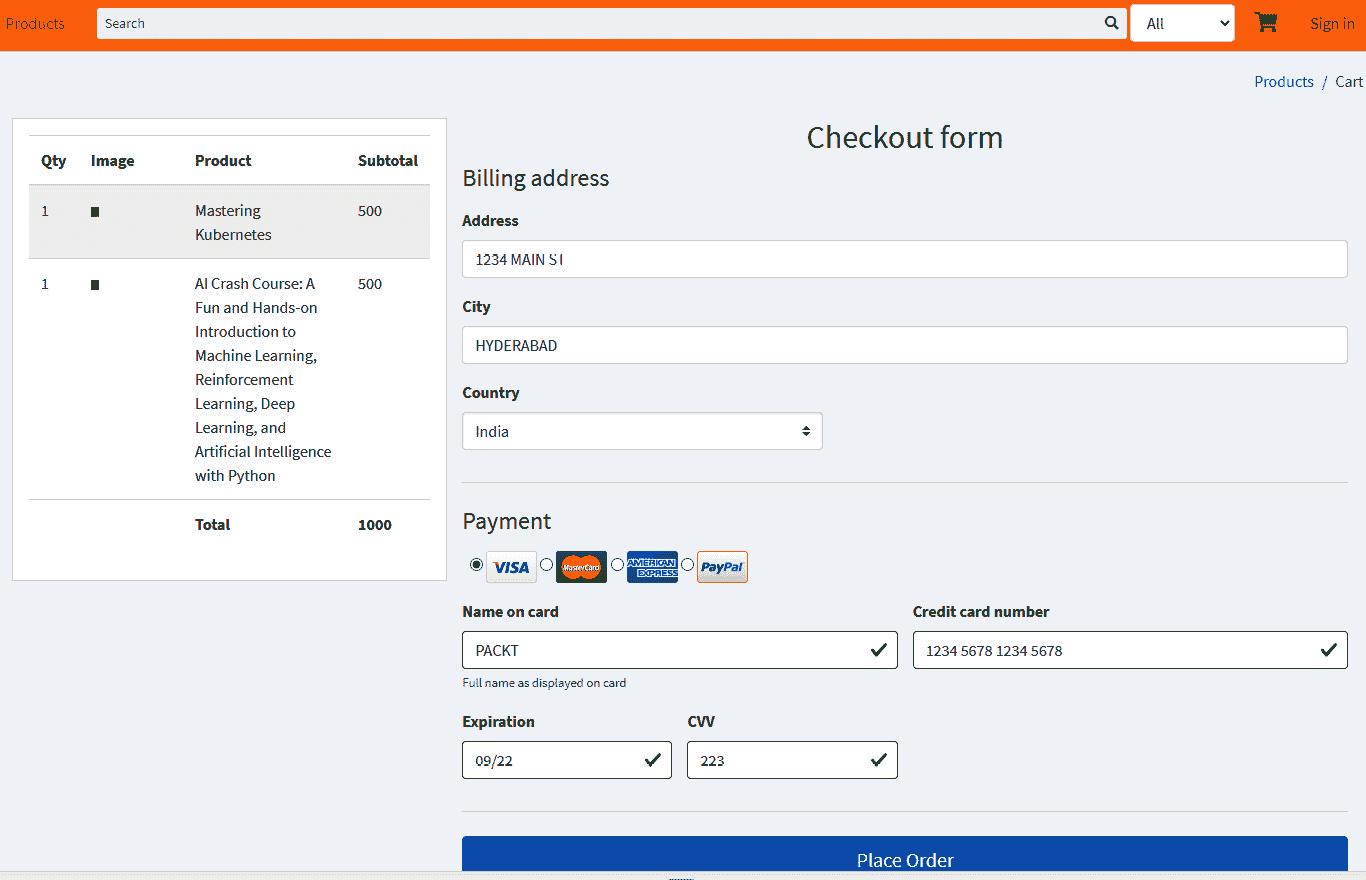 Products Search All Sign in
Products / Cart
Qty Image Product Subtotal
1 Mastering 500
Kubernetes
1 AI Crash Course: A 500
Fun and Hands-on
Introduction to
Machine Learning,
Reinforcement
Learning, Deep
Learning, and
Artificial Intelligence
with Python
Total 1000
Checkout form
Billing address
Address
1234 MAIN ST
City
HYDERABAD
Country
India
Payment
VISA MasterCard AMERICAN EXPRESS PayPal
Name on card Credit card number
PACKT 1234 5678 1234 5678
Full name as displayed on card
Expiration CVV
09/22 223
Place Order